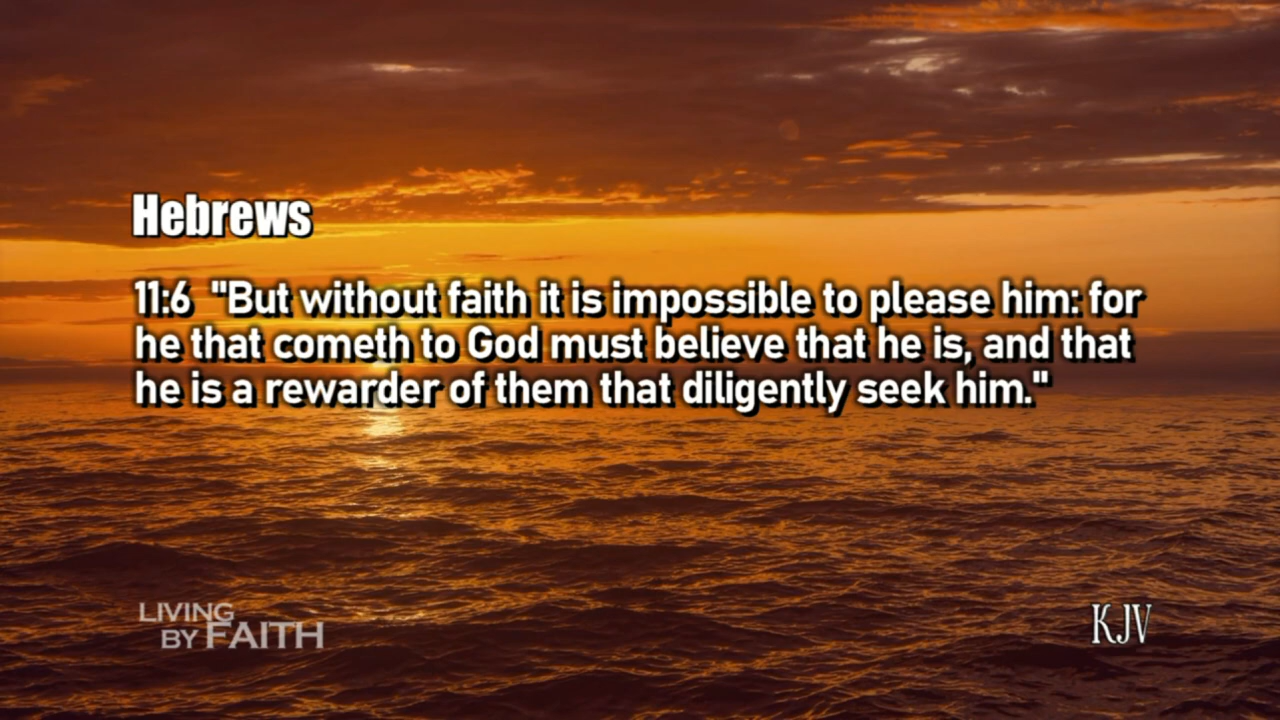 Hebrews
11:6 "But without faith it is impossible to please him: for
he that cometh to God must believe that he is, and that
he is a rewarder of them that diligently seek him."
LIVING
BY FAITH
KJV